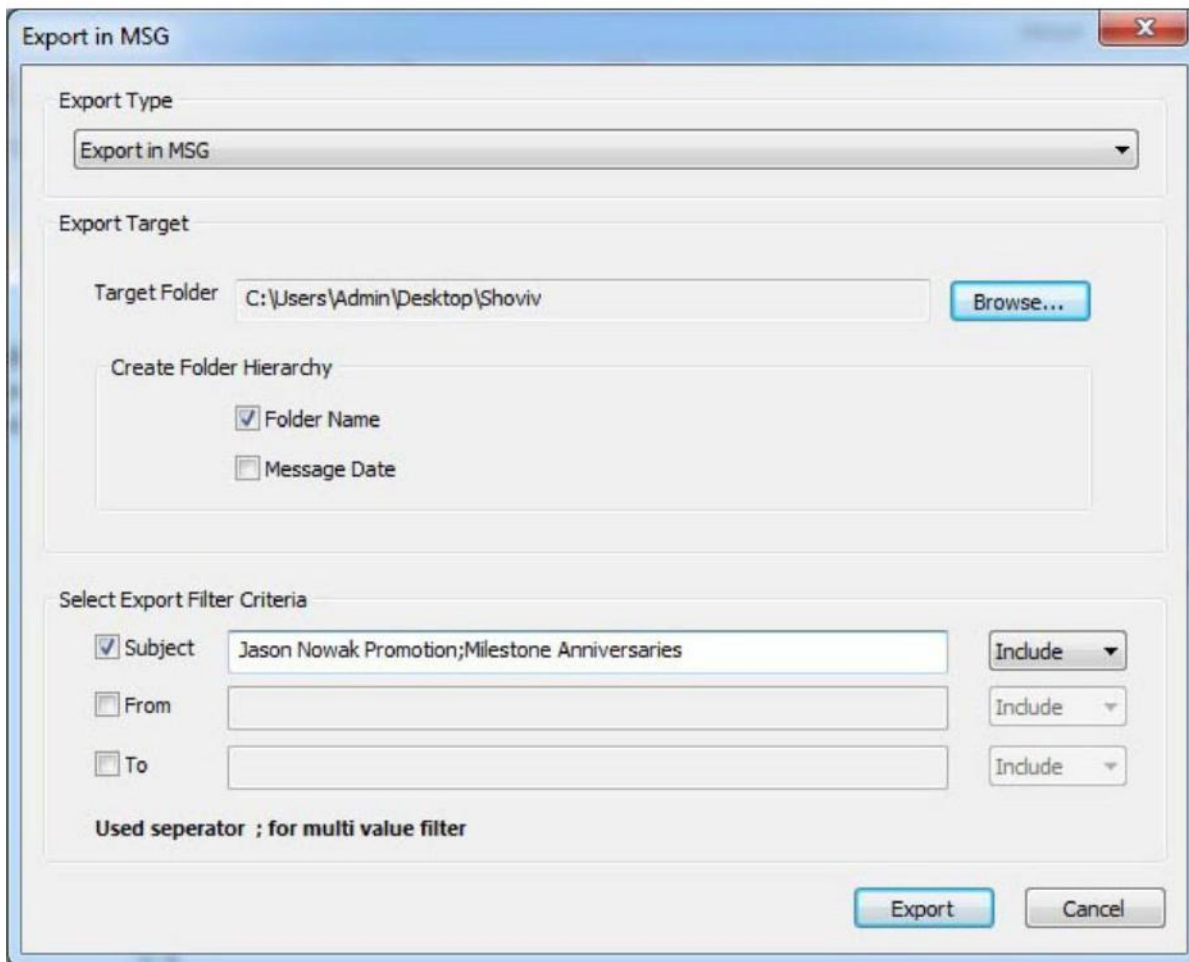 Export in MSG
Export Type
Export in MSG
Export Target
Target Folder C:\Users\Admin\Desktop\Shoviv Browse...
Create Folder Hierarchy
Folder Name
Message Date
Select Export Filter Criteria
Subject Jason Nowak Promotion;Milestone Anniversaries Include
From Include
To Include
Used seperator ; for multi value filter
Export Cancel